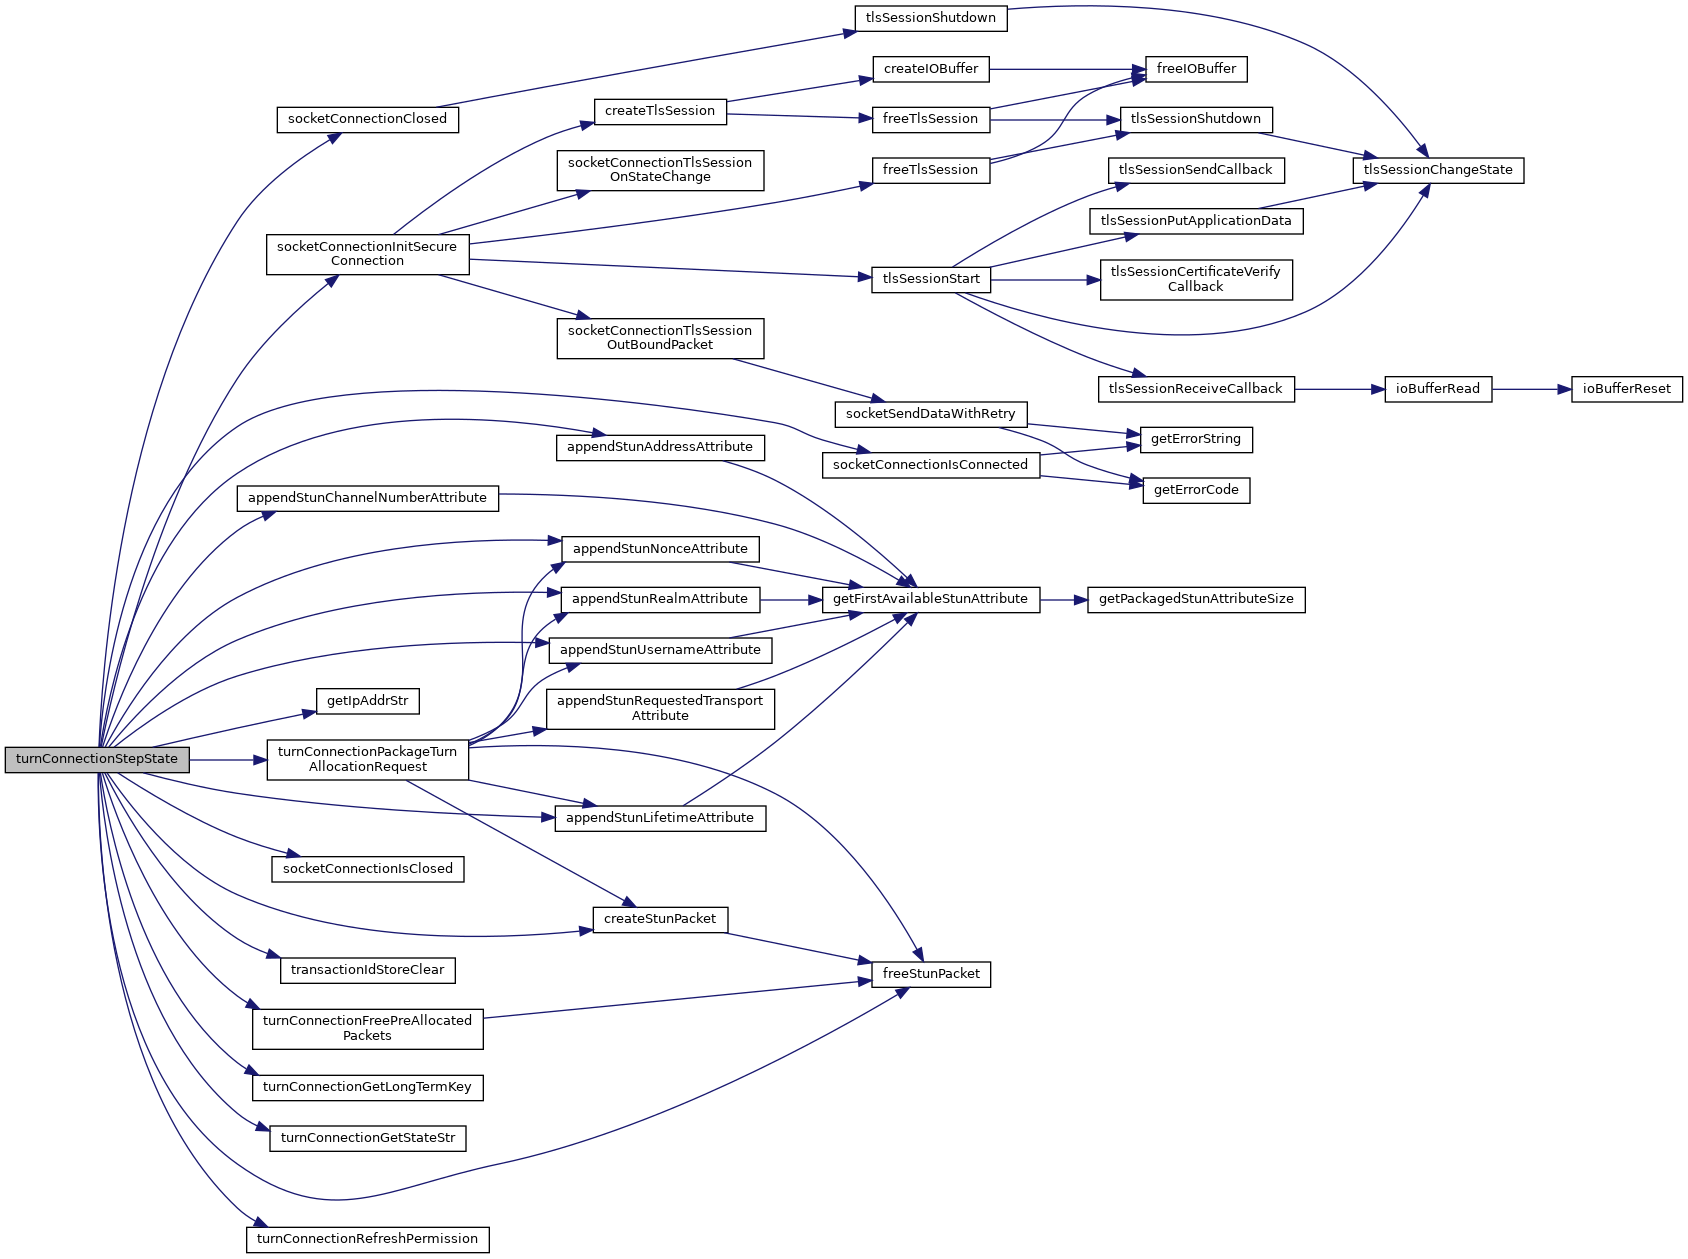 tlsSessionShutdown
createIOBuffer
freeIOBuffer
createTlsSession
socketConnectionClosed
freeTlsSession
tlsSessionShutdown
socketConnectionTlsSession
OnStateChange
freeTlsSession
tlsSessionSendCallback
tlsSessionChangeState
tlsSessionPutApplicationData
socketConnectionInitSecure
Connection
tlsSessionStart
tlsSessionCertificateVerify
Callback
socketConnectionTlsSession
OutBoundPacket
tlsSessionReceiveCallback
ioBufferRead
ioBufferReset
socketSendDataWithRetry
getErrorString
appendStunAddressAttribute
socketConnectionIsConnected
getErrorCode
appendStunChannelNumberAttribute
appendStunNonceAttribute
appendStunRealmAttribute
getFirstAvailableStunAttribute
getPackagedStunAttributeSize
appendStunUsernameAttribute
getIpAddrStr
appendStunRequestedTransport
Attribute
turnConnectionStepState
turnConnectionPackageTurn
AllocationRequest
appendStunLifetimeAttribute
socketConnectionIsClosed
createStunPacket
transactionIdStoreClear
freeStunPacket
turnConnectionFreePreAllocated
Packets
turnConnectionGetLongTermKey
turnConnectionGetStateStr
turnConnectionRefreshPermission